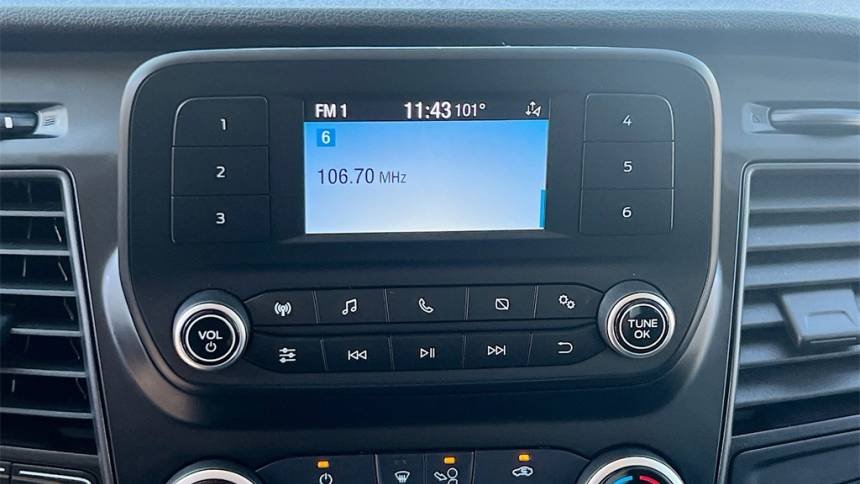 FM 1 11:43 101°
1 6 4
106.70 MHz
2 5
3 6
VOL TUNE
OK